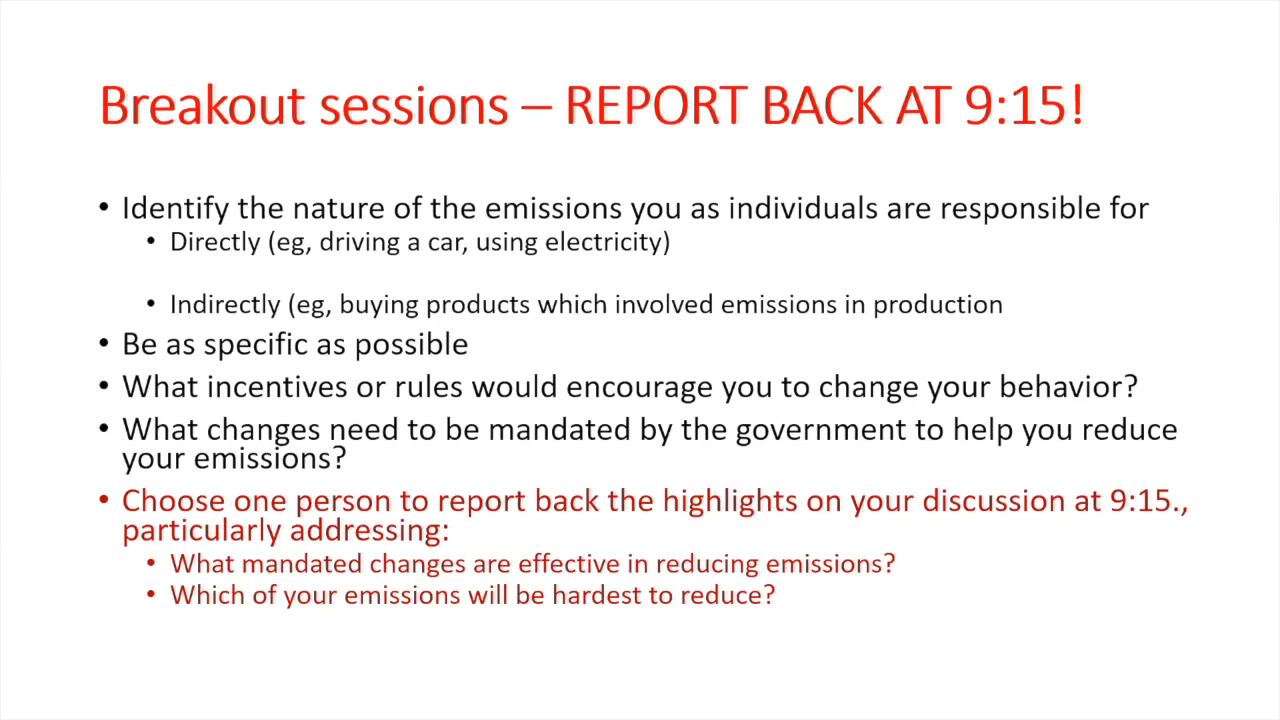 Breakout sessions – REPORT BACK AT 9:15!
• Identify the nature of the emissions you as individuals are responsible for
• Directly (eg, driving a car, using electricity)
• Indirectly (eg, buying products which involved emissions in production
• Be as specific as possible
• What incentives or rules would encourage you to change your behavior?
• What changes need to be mandated by the government to help you reduce
your emissions?
• Choose one person to report back the highlights on your discussion at 9:15.,
particularly addressing:
• What mandated changes are effective in reducing emissions?
• Which of your emissions will be hardest to reduce?